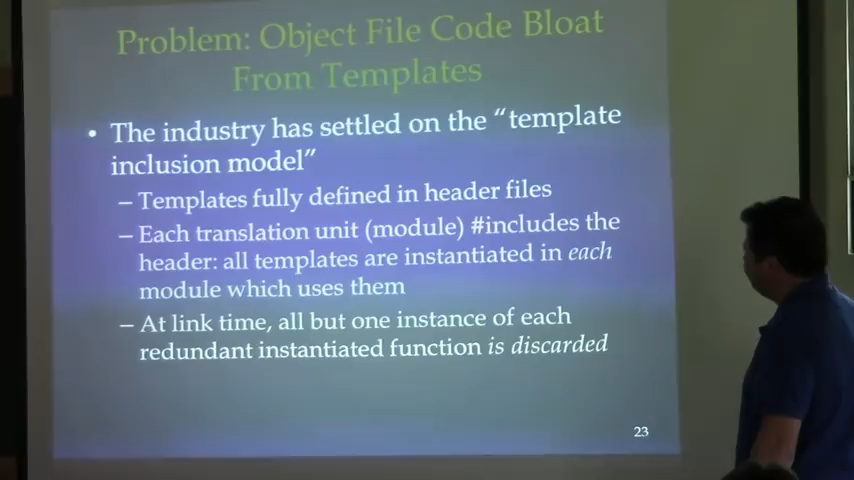 Problem: Object File Code Bloat
From Templates
• The industry has settled on the “template
inclusion model”
– Templates fully defined in header files
– Each translation unit (module) #includes the
header: all templates are instantiated in each
module which uses them
– At link time, all but one instance of each
redundant instantiated function is discarded
23